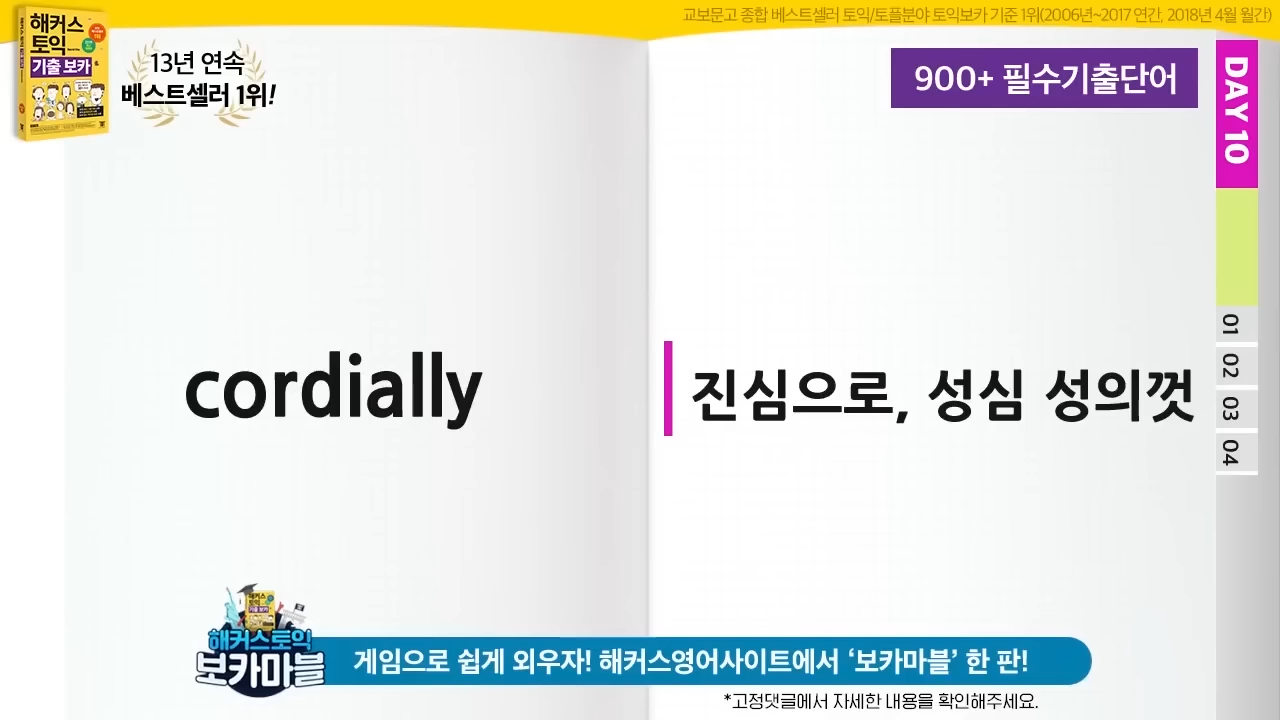 교보문고 종합 베스트셀러 토익/토플분야 토익보카 기준 1위(2006년~2017 연간, 2018년 4월 월간)
해커스
토익
기출 보카
13년 연속
베스트셀러 1위!
900+ 필수기출단어
DAY 10
cordially
진심으로, 성심 성의껏
01
02
03
04
해커스토익
보카마블
게임으로 쉽게 외우자! 해커스영어사이트에서 ‘보카마블’ 한 판!
*고정댓글에서 자세한 내용을 확인해주세요.